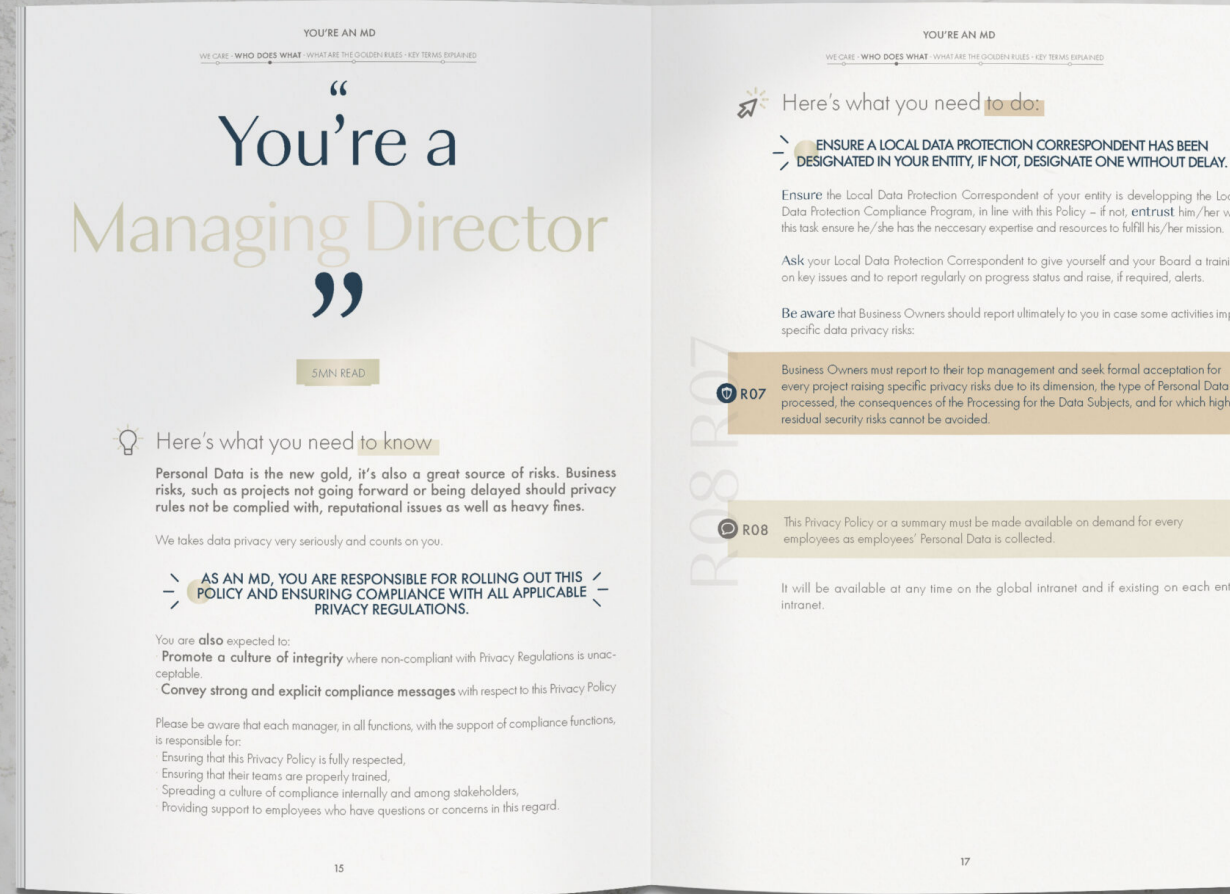 YOU'RE AN MD
WE CARE - WHO DOES WHAT - WHAT ARE THE GOLDEN RULES - KEY TERMS EXPLAINED
“
You're a
Managing Director
”
5MN READ
Here's what you need to know
Personal Data is the new gold, it's also a great source of risks. Business
risks, such as projects not going forward or being delayed should privacy
rules not be complied with, reputational issues as well as heavy fines.
We takes data privacy very seriously and counts on you.
AS AN MD, YOU ARE RESPONSIBLE FOR ROLLING OUT THIS
POLICY AND ENSURING COMPLIANCE WITH ALL APPLICABLE
PRIVACY REGULATIONS.
You are also expected to:
· Promote a culture of integrity where non-compliant with Privacy Regulations is unac-
ceptable.
· Convey strong and explicit compliance messages with respect to this Privacy Policy
Please be aware that each manager, in all functions, with the support of compliance functions,
is responsible for:
· Ensuring that this Privacy Policy is fully respected,
· Ensuring that their teams are properly trained,
· Spreading a culture of compliance internally and among stakeholders,
· Providing support to employees who have questions or concerns in this regard.
15
YOU'RE AN MD
WE CARE - WHO DOES WHAT - WHAT ARE THE GOLDEN RULES - KEY TERMS EXPLAINED
Here's what you need to do:
ENSURE A LOCAL DATA PROTECTION CORRESPONDENT HAS BEEN
DESIGNATED IN YOUR ENTITY, IF NOT, DESIGNATE ONE WITHOUT DELAY.
Ensure the Local Data Protection Correspondent of your entity is developping the
Data Protection Compliance Program, in line with this Policy – if not, entrust him/her
this task ensure he/she has the neccesary expertise and resources to fulfill his/her mission.
Ask your Local Data Protection Correspondent to give yourself and your Board a
on key issues and to report regularly on progress status and raise, if required, alerts.
Be aware that Business Owners should report ultimately to you in case some activities
specific data privacy risks:
R08 R07
R07
Business Owners must report to their top management and seek formal acceptation for
every project raising specific privacy risks due to its dimension, the type of Personal Data
processed, the consequences of the Processing for the Data Subjects, and for which high
residual security risks cannot be avoided.
R08
This Privacy Policy or a summary must be made available on demand for every
employees as employees' Personal Data is collected.
It will be available at any time on the global intranet and if existing on each
intranet.
17